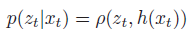 p(z_t|x_t) = ρ(z_t, h(x_t))